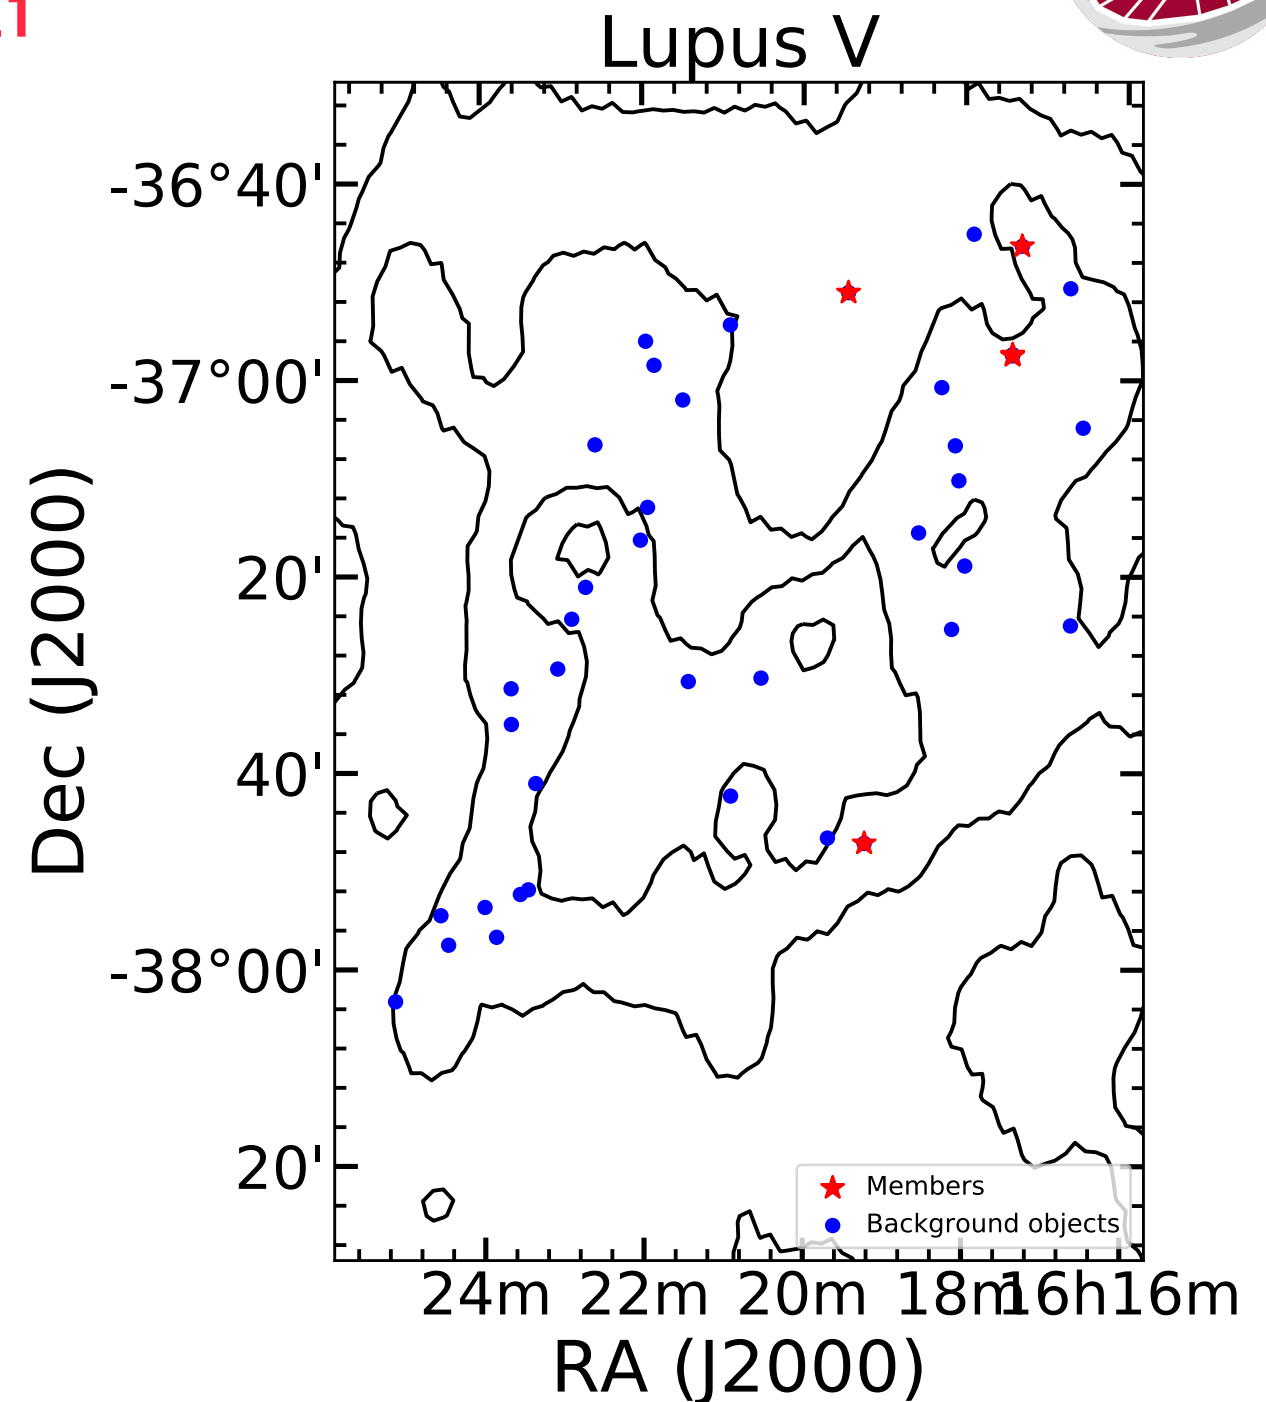 Lupus V
-36°40'
-37°00'
20'
40'
-38°00'
20'
Dec (J2000)
Members
Background objects
24m 22m 20m 18m 16h16m
RA (J2000)